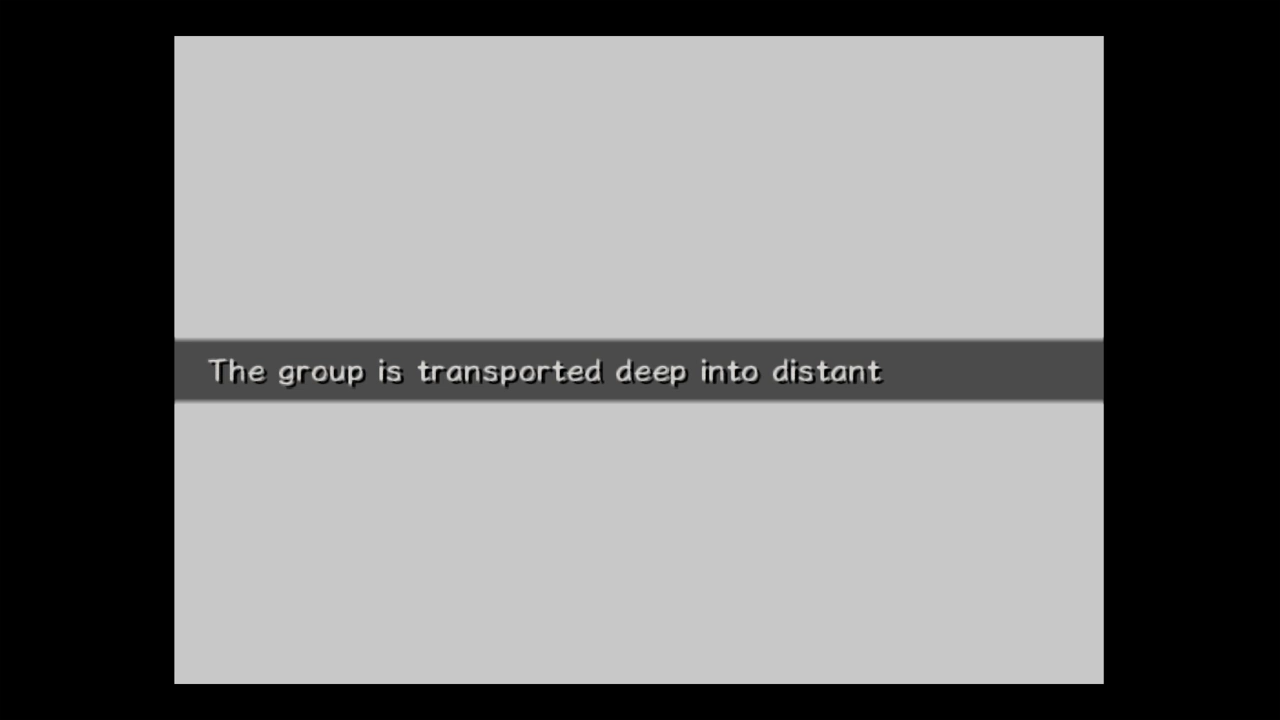 The group is transported deep into distant